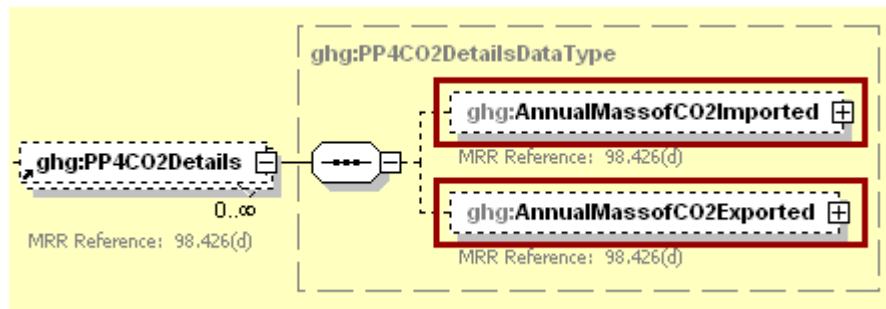 ghg:PP4CO2DetailsDataType
ghg:AnnualMassofCO2Imported
MRR Reference: 98.426(d)
ghg:PP4CO2Details
0..∞
MRR Reference: 98.426(d)
ghg:AnnualMassofCO2Exported
MRR Reference: 98.426(d)